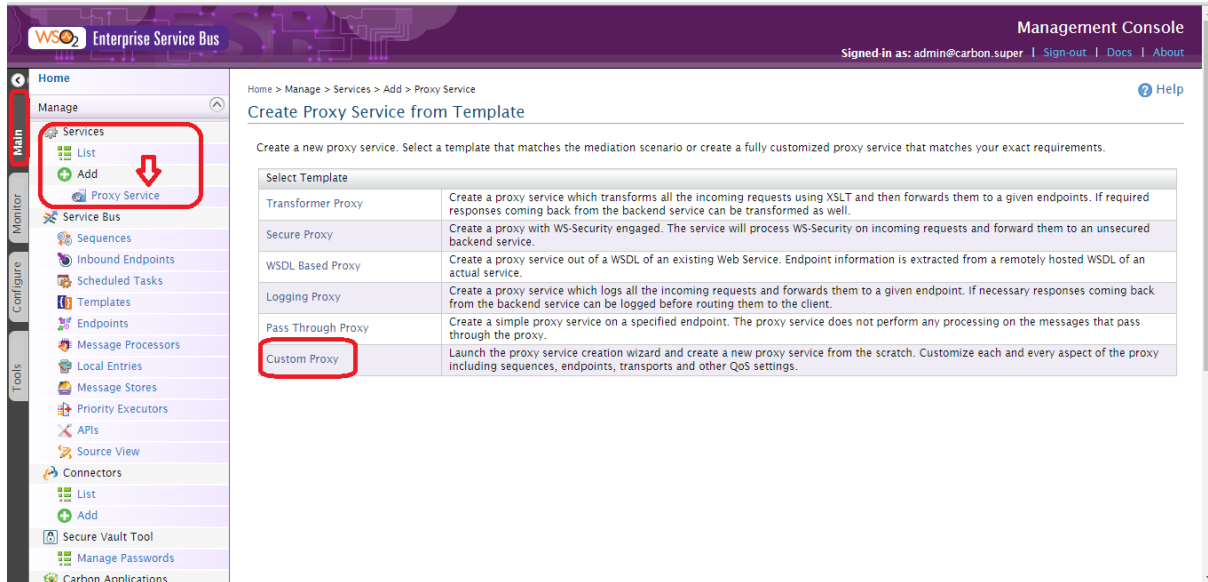 Management Console
WSO2 Enterprise Service Bus
Signed-in as: admin@carbon.super | Sign-out | Docs | About
Home
Manage
Main
Monitor
Configure
Tools
Services
List
Add
Proxy Service
Service Bus
Sequences
Inbound Endpoints
Scheduled Tasks
Templates
Endpoints
Message Processors
Local Entries
Message Stores
Priority Executors
APIs
Source View
Connectors
List
Add
Secure Vault Tool
Manage Passwords
Carbon Applications
Home > Manage > Services > Add > Proxy Service
Help
Create Proxy Service from Template
Create a new proxy service. Select a template that matches the mediation scenario or create a fully customized proxy service that matches your exact requirements.
Select Template
Transformer Proxy
Create a proxy service which transforms all the incoming requests using XSLT and then forwards them to a given endpoints. If required
responses coming back from the backend service can be transformed as well.
Secure Proxy
Create a proxy with WS-Security engaged. The service will process WS-Security on incoming requests and forward them to an unsecured
backend service.
WSDL Based Proxy
Create a proxy service out of a WSDL of an existing Web Service. Endpoint information is extracted from a remotely hosted WSDL of an
actual service.
Logging Proxy
Create a proxy service which logs all the incoming requests and forwards them to a given endpoint. If necessary responses coming back
from the backend service can be logged before routing them to the client.
Pass Through Proxy
Create a simple proxy service on a specified endpoint. The proxy service does not perform any processing on the messages that pass
through the proxy.
Custom Proxy
Launch the proxy service creation wizard and create a new proxy service from the scratch. Customize each and every aspect of the proxy
including sequences, endpoints, transports and other QoS settings.